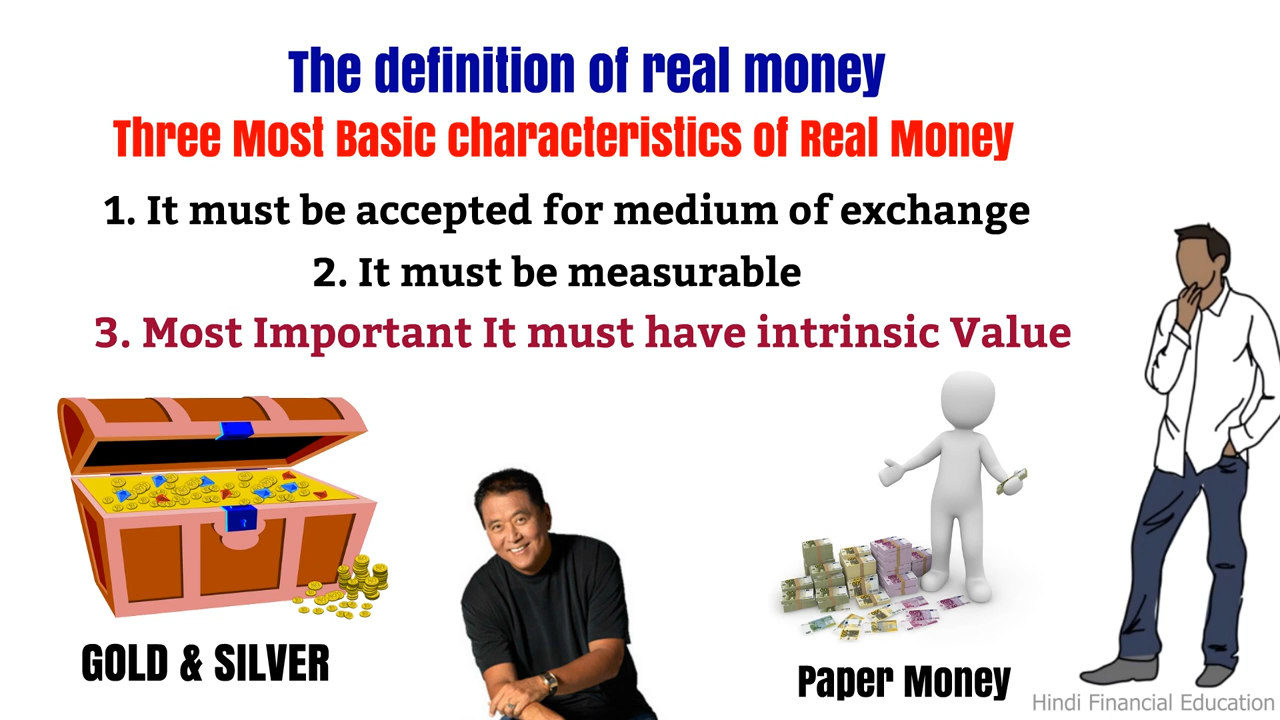 The definition of real money
Three Most Basic characteristics of Real Money
1. It must be accepted for medium of exchange
2. It must be measurable
3. Most Important It must have intrinsic Value
GOLD & SILVER
Paper Money
Hindi Financial Education